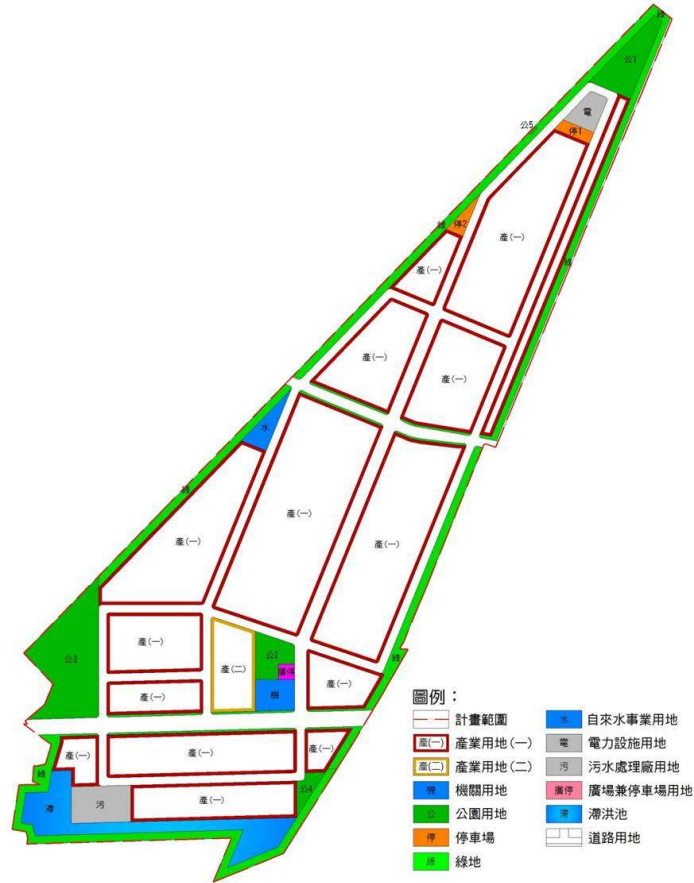 綠
公1
電
公5
停1
綠
停2
產(一)
產(一)
綠
產(一)
產(一)
水
綠
產(一)
產(一)
產(一)
產(一)
公2
產(二)
廣停
公3
綠
產(一)
產(一)
機
產(一)
產(一)
產(一)
綠
公4
污
產(一)
滯
圖例：
計畫範圍
產(一) 產業用地(一)
產(二) 產業用地(二)
機 機關用地
公 公園用地
停 停車場
綠 綠地
水 自來水事業用地
電 電力設施用地
污 污水處理廠用地
廣停 廣場兼停車場用地
滯 滯洪池
道路用地